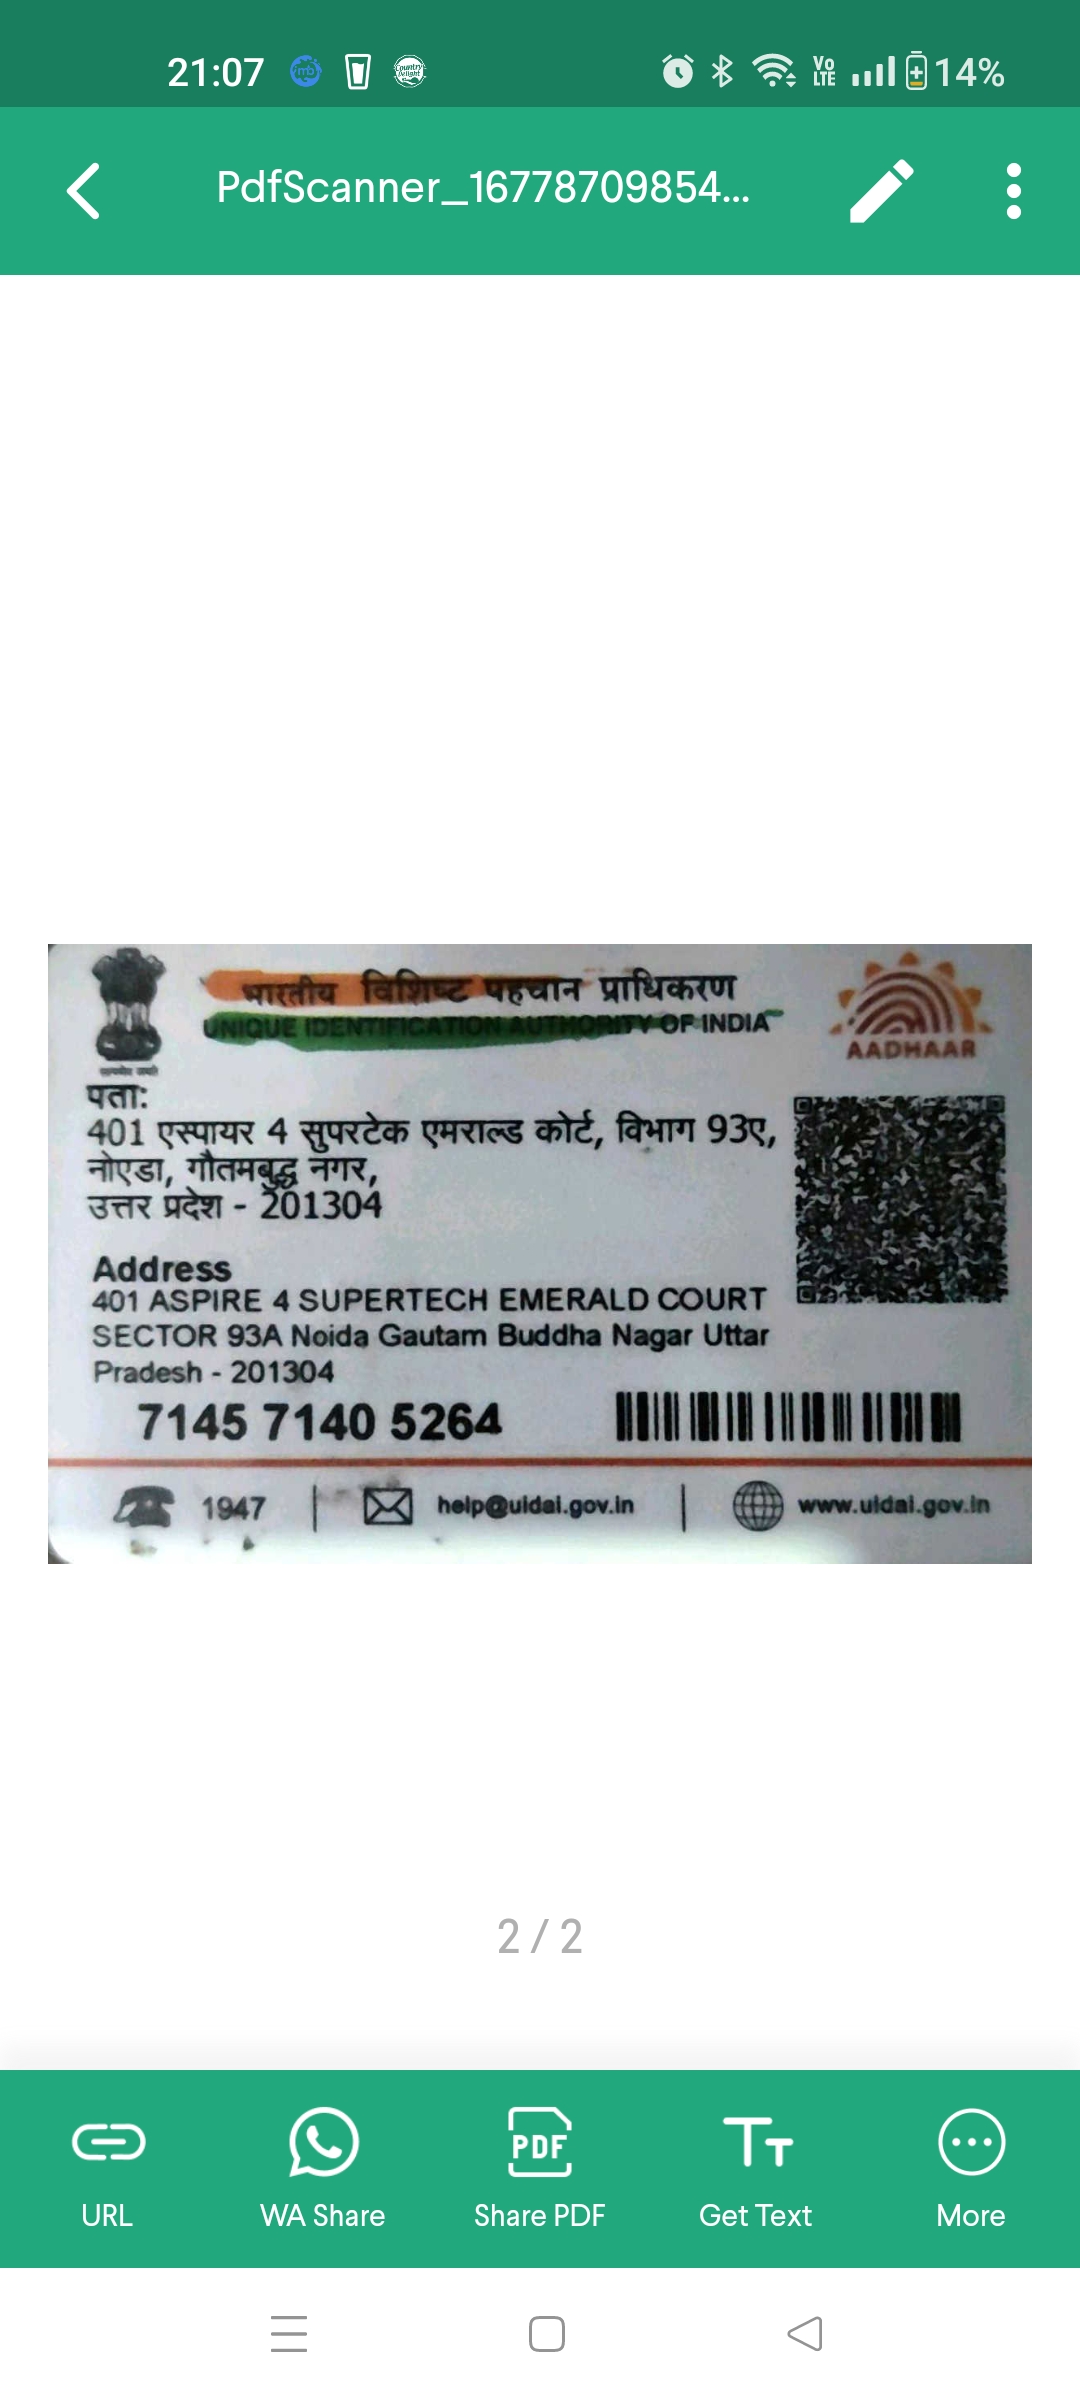 21:07 14%
PdfScanner_16778709854...
भारतीय विशिष्ट पहचान प्राधिकरण
UNIQUE IDENTIFICATION AUTHORITY OF INDIA
AADHAAR
पता:
401 एस्पायर 4 सुपरटेक एमराल्ड कोर्ट, विभाग 93ए,
नोएडा, गौतमबुद्ध नगर,
उत्तर प्रदेश - 201304
Address
401 ASPIRE 4 SUPERTECH EMERALD COURT
SECTOR 93A Noida Gautam Buddha Nagar Uttar
Pradesh - 201304
7145 7140 5264
1947 help@uidai.gov.in www.uidai.gov.in
2 / 2
URL WA Share PDF Share PDF Get Text More